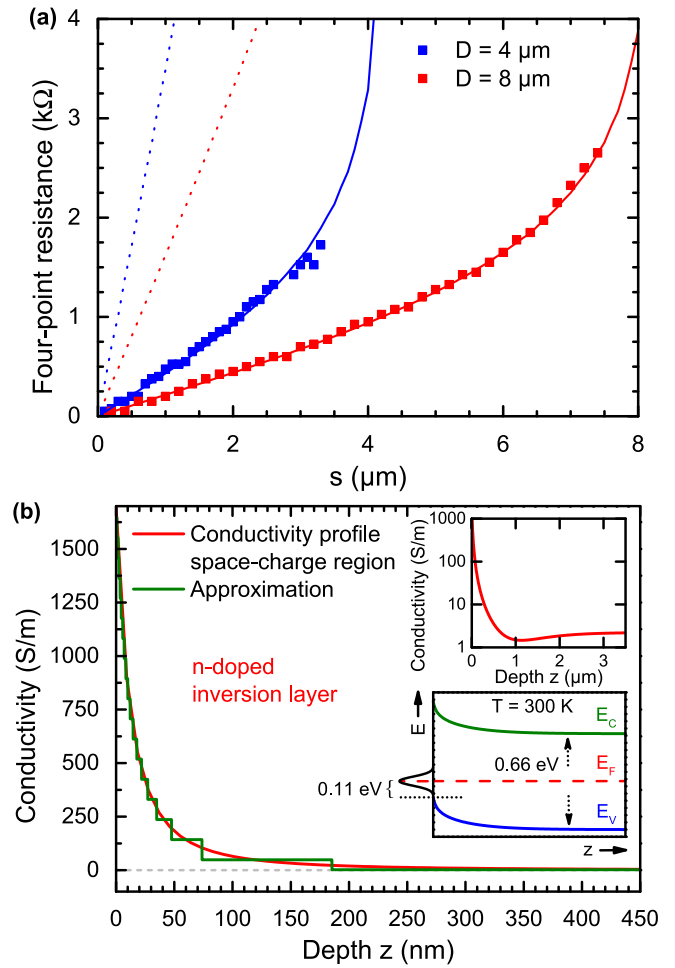 (a)
D = 4 µm
D = 8 µm
Four-point resistance (kΩ)
4
3
2
1
0
0 2 4 6 8
s (µm)
(b)
Conductivity profile
space-charge region
Approximation
n-doped
inversion layer
Conductivity (S/m)
1500
1250
1000
750
500
250
0
0 50 100 150 200 250 300 350 400 450
Depth z (nm)
Conductivity (S/m)
1000
100
10
1
0 1 2 3
Depth z (µm)
E
T = 300 K
E_C
0.66 eV
E_F
0.11 eV {
E_V
z